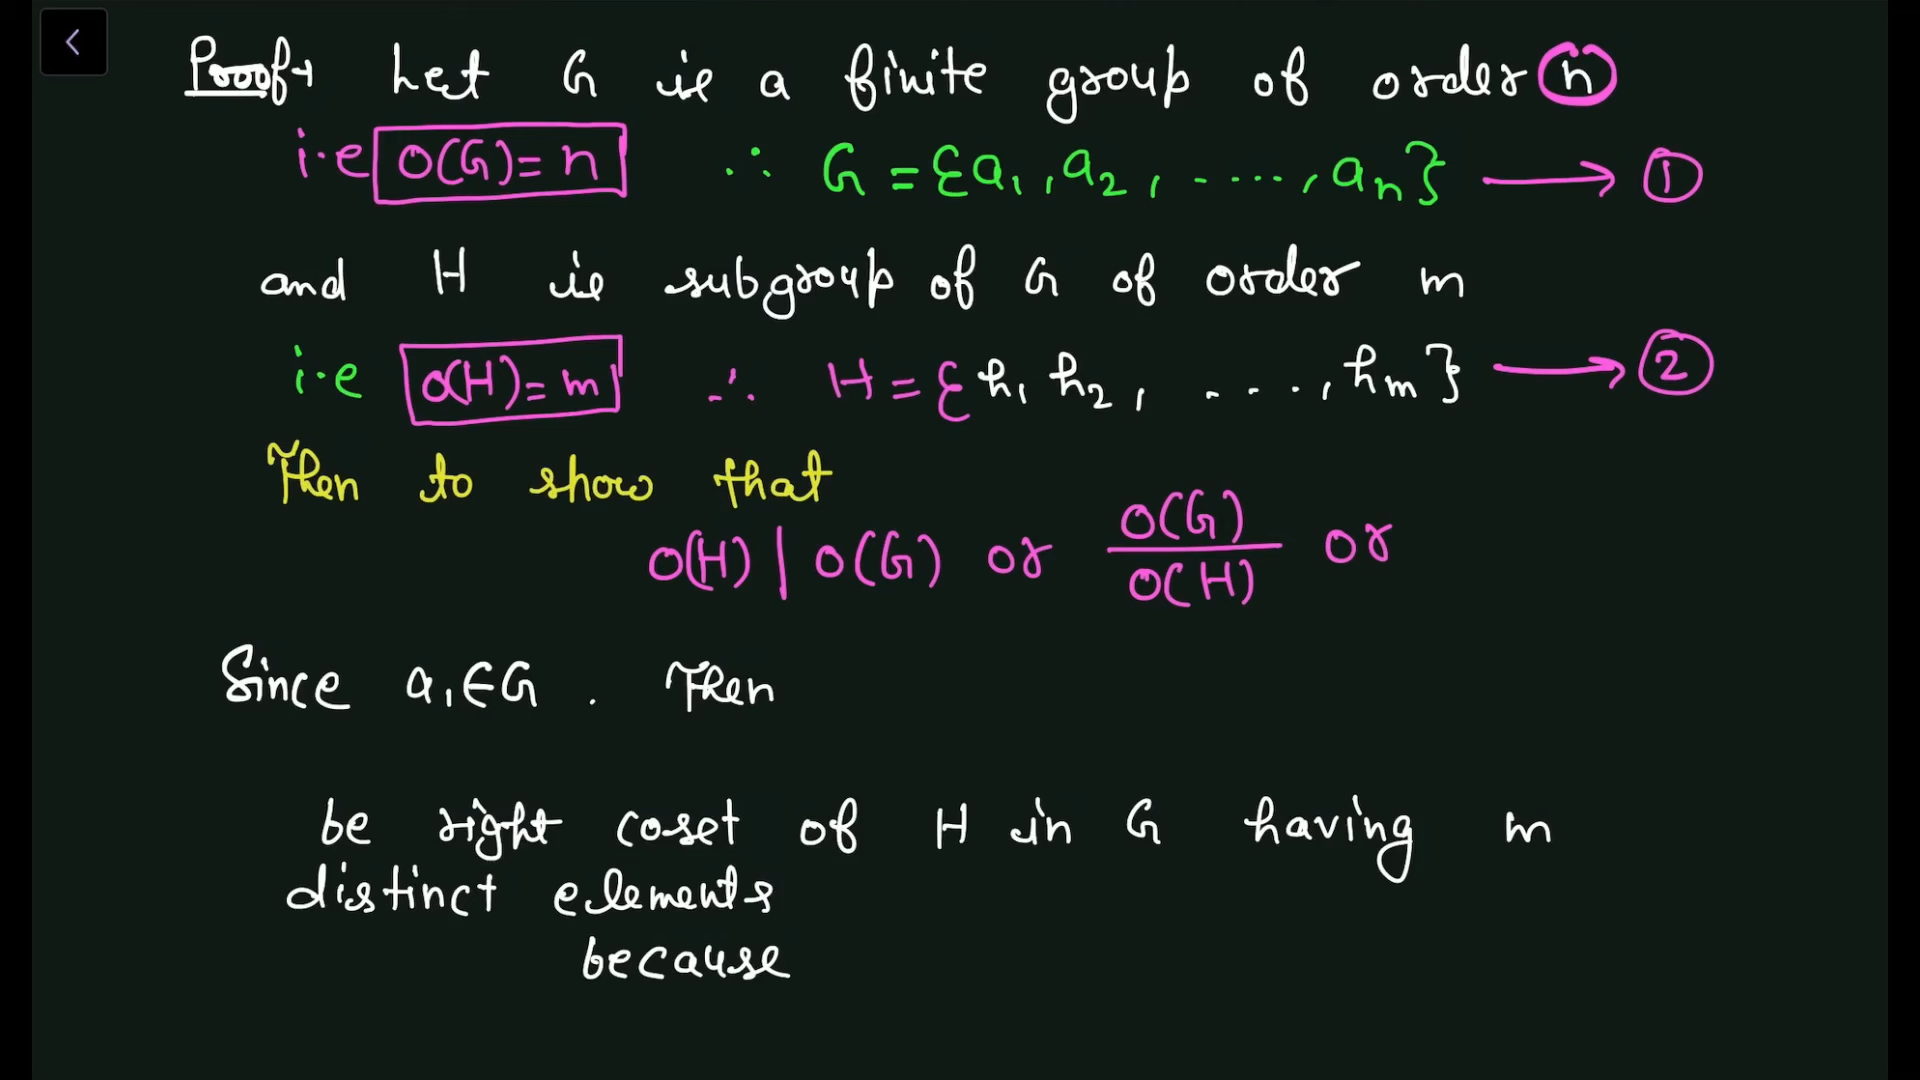 Proof → Let G is a finite group of order n
i.e O(G) = n ∴ G = {a₁, a₂, ....., aₙ} → ①
and H is subgroup of G of order m
i.e O(H) = m ∴ H = {h₁ h₂, ....., hₘ} → ②
Then to show that
O(H) | O(G) or O(G)/O(H) or
Since a₁ ∈ G . Then
be right coset of H in G having m
distinct elements
because